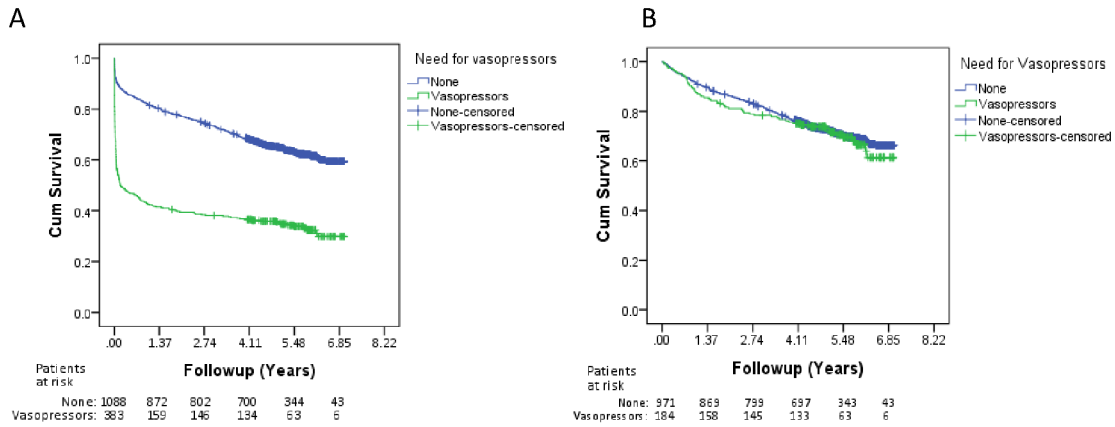 A
Need for vasopressors
None
Vasopressors
None-censored
Vasopressors-censored
1.0
0.8
0.6
0.4
0.2
0.0
Cum Survival
.00 1.37 2.74 4.11 5.48 6.85 8.22
Followup (Years)
Patients
at risk
None: 1088 872 802 700 344 43
Vasopressors: 383 159 146 134 63 6
B
Need for Vasopressors
None
Vasopressors
None-censored
Vasopressors-censored
1.0
0.8
0.6
0.4
0.2
0.0
Cum Survival
.00 1.37 2.74 4.11 5.48 6.85 8.22
Followup (Years)
Patients
at risk
None: 971 869 799 697 343 43
Vasopressors: 184 158 145 133 63 6